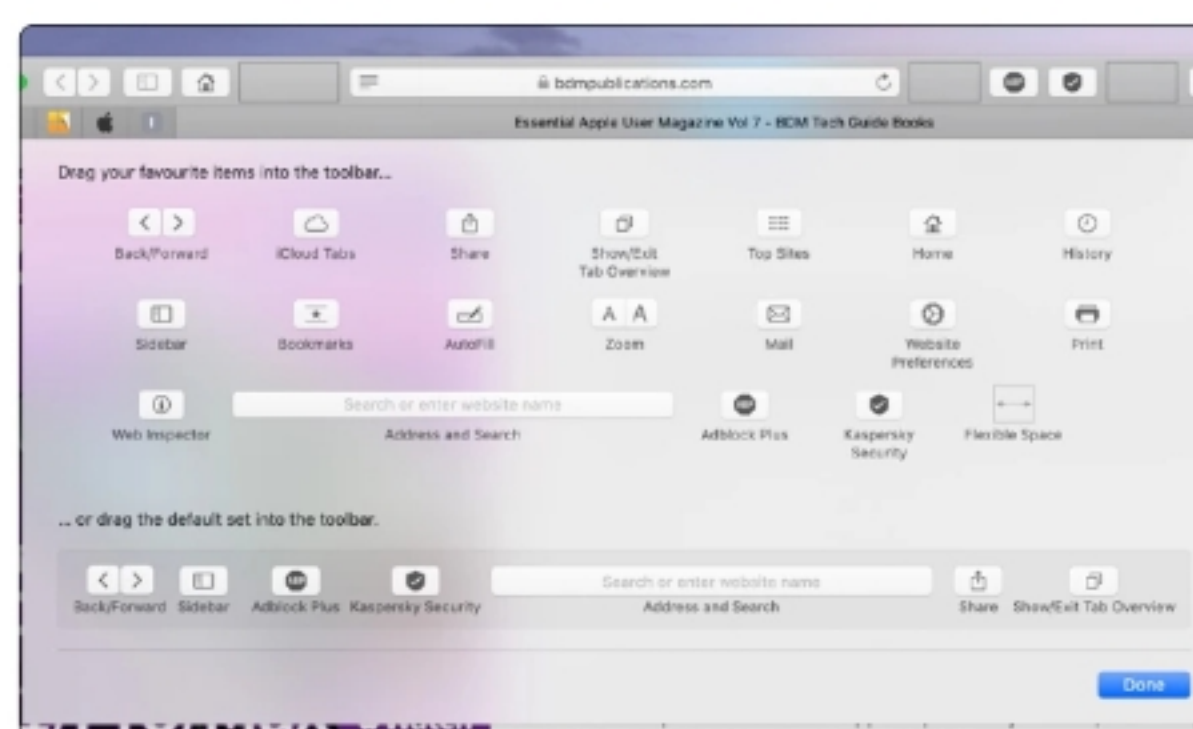 bdmpublications.com
Essential Apple User Magazine Vol 7 - BDM Tech Guide Books
Drag your favourite items into the toolbar...
Back/Forward iCloud Tabs Share Show/Exit Tab Overview Top Sites Home History
Sidebar Bookmarks AutoFill A A Zoom Mail Website Preferences Print
Search or enter website name ABP
Web Inspector Address and Search Adblock Plus Kaspersky Security Flexible Space
... or drag the default set into the toolbar.
ABP Search or enter website name
Back/Forward Sidebar Adblock Plus Kaspersky Security Address and Search Share Show/Exit Tab Overview
Done